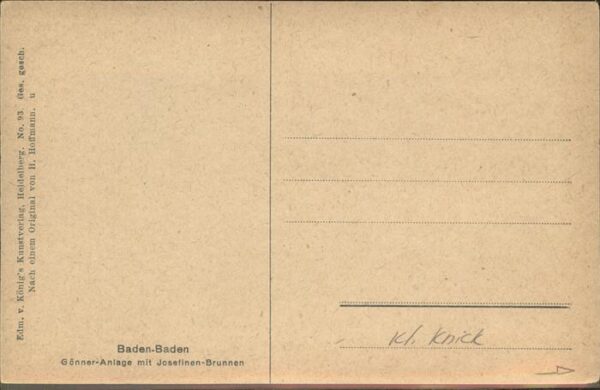 Edm. v. König's Kunstverlag, Heidelberg. No. 93 Ges. gesch.
Nach einem Original von H. Hoffmann. u
Baden-Baden
Gönner-Anlage mit Josefinen-Brunnen
Kl. Knick